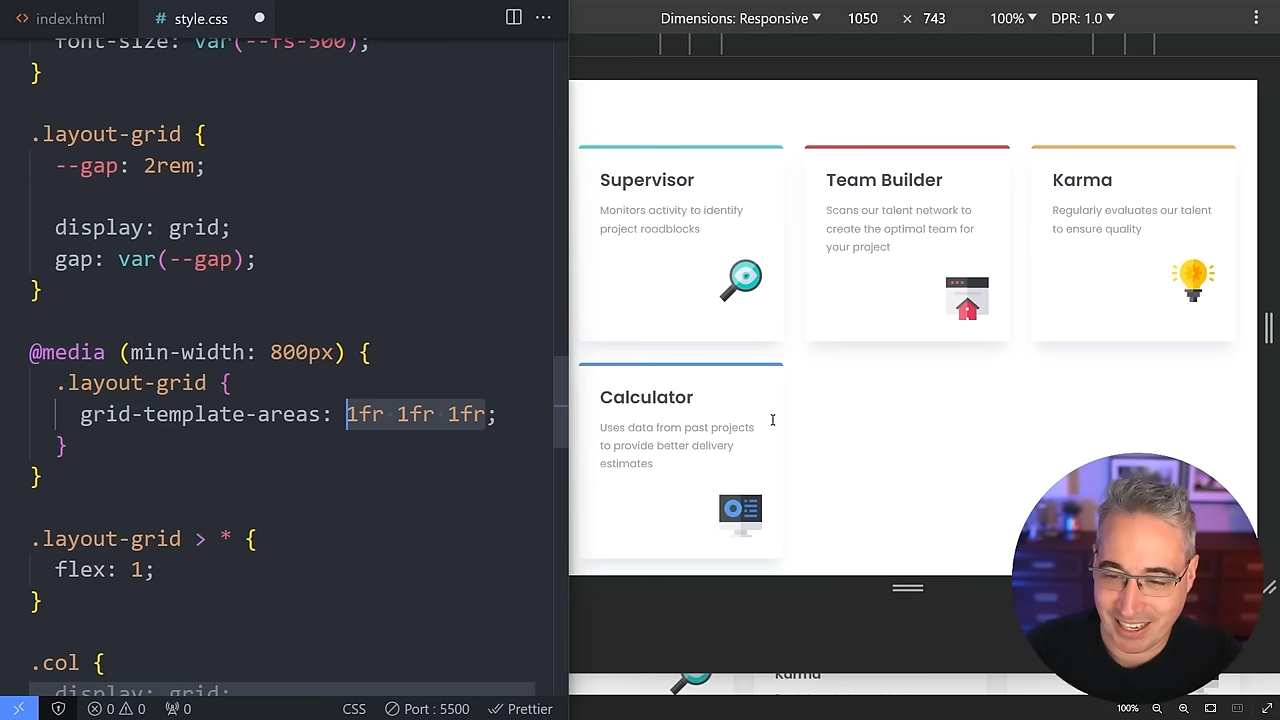 index.html
style.css
Dimensions: Responsive 1050 × 743 100% DPR: 1.0
font-size: var(--fs-500);
}
.layout-grid {
--gap: 2rem;
display: grid;
gap: var(--gap);
}
@media (min-width: 800px) {
.layout-grid {
grid-template-areas: 1fr 1fr 1fr;
}
}
.layout-grid > * {
flex: 1;
}
.col {
display: grid;
Supervisor
Monitors activity to identify
project roadblocks
Team Builder
Scans our talent network to
create the optimal team for
your project
Karma
Regularly evaluates our talent
to ensure quality
Calculator
Uses data from past projects
to provide better delivery
estimates
Karma
0 0 0 CSS Port : 5500 Prettier
100%